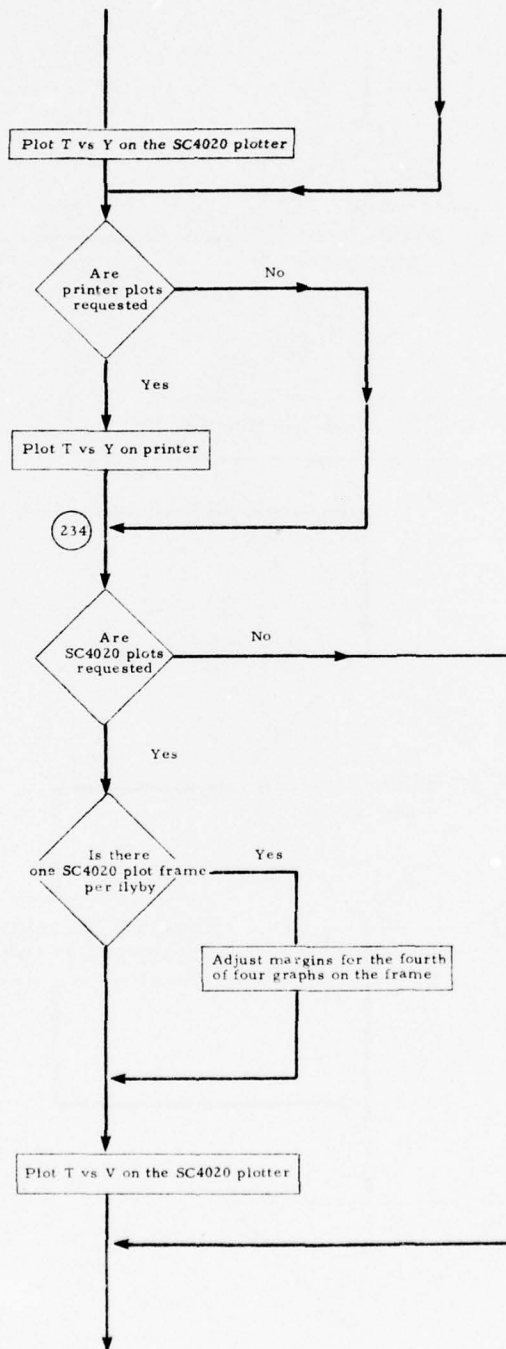 Plot T vs Y on the SC4020 plotter
Are
printer plots
requested
No
Yes
Plot T vs Y on printer
234
Are
SC4020 plots
requested
No
Yes
Is there
one SC4020 plot frame
per flyby
Yes
Adjust margins for the fourth
of four graphs on the frame
Plot T vs V on the SC4020 plotter